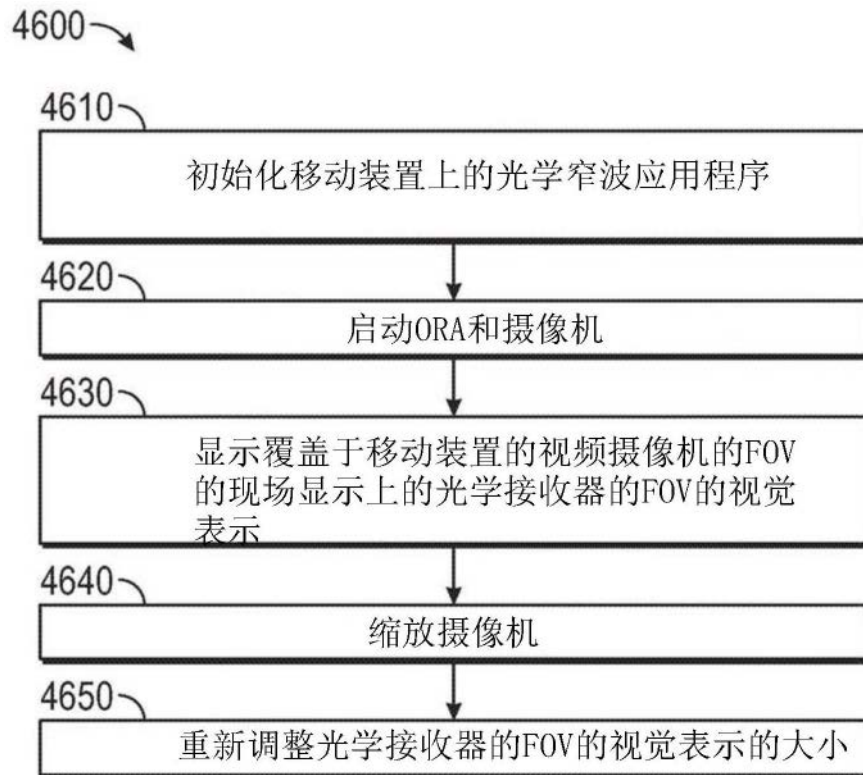 4600
4610
初始化移动装置上的光学窄波应用程序
4620
启动ORA和摄像机
4630
显示覆盖于移动装置的视频摄像机的FOV
的现场显示上的光学接收器的FOV的视觉
表示
4640
缩放摄像机
4650
重新调整光学接收器的FOV的视觉表示的大小